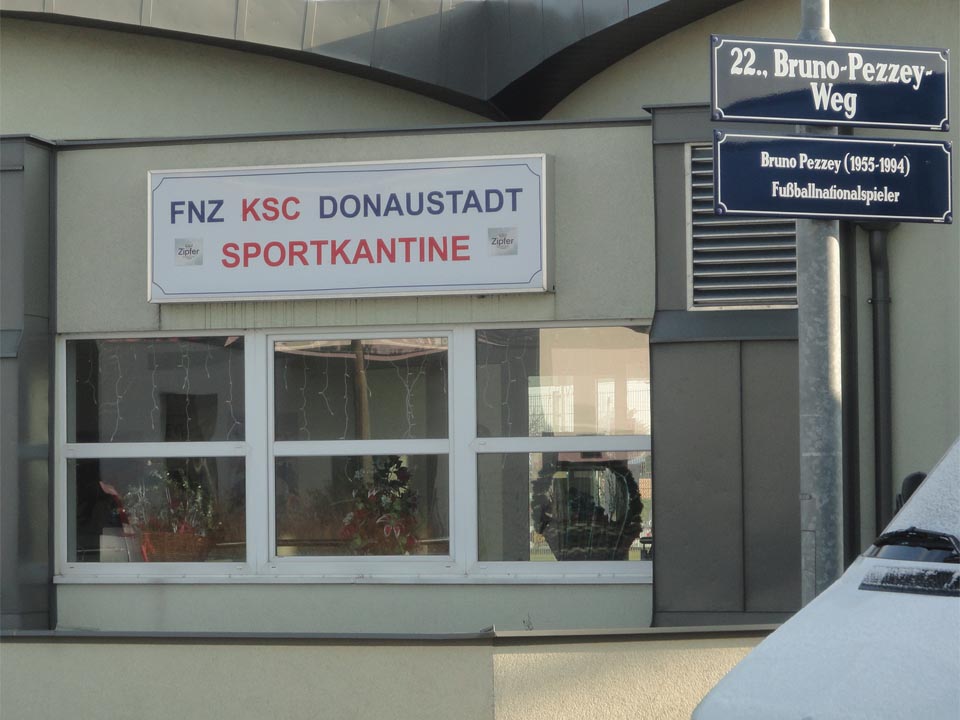 22., Bruno-Pezzey-
Weg
Bruno Pezzey (1955-1994)
Fußballnationalspieler
FNZ KSC DONAUSTADT
Zipfer SPORTKANTINE Zipfer